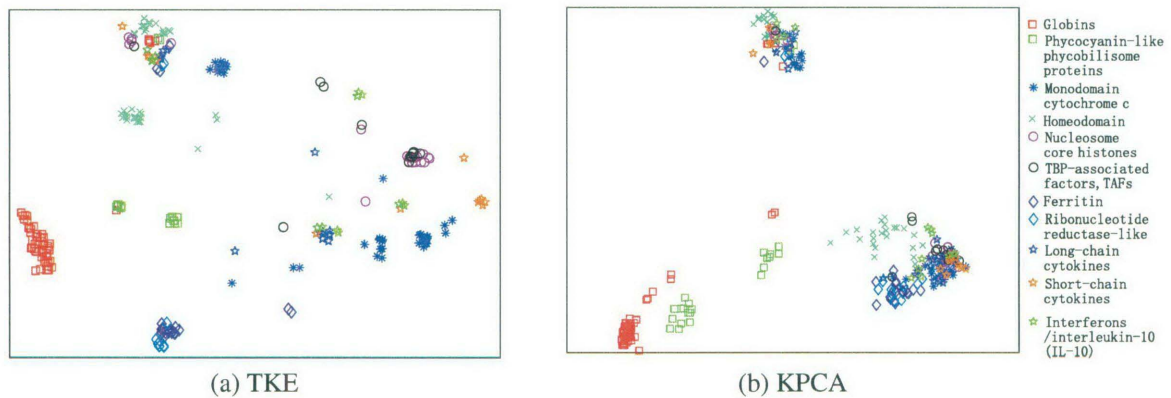 Globins
Phycocyanin-like
phycobilisome
proteins
Monodomain
cytochrome c
Homeodomain
Nucleosome
core histones
TBP-associated
factors, TAFs
Ferritin
Ribonucleotide
reductase-like
Long-chain
cytokines
Short-chain
cytokines
Interferons
/interleukin-10
(IL-10)
(a) TKE
(b) KPCA